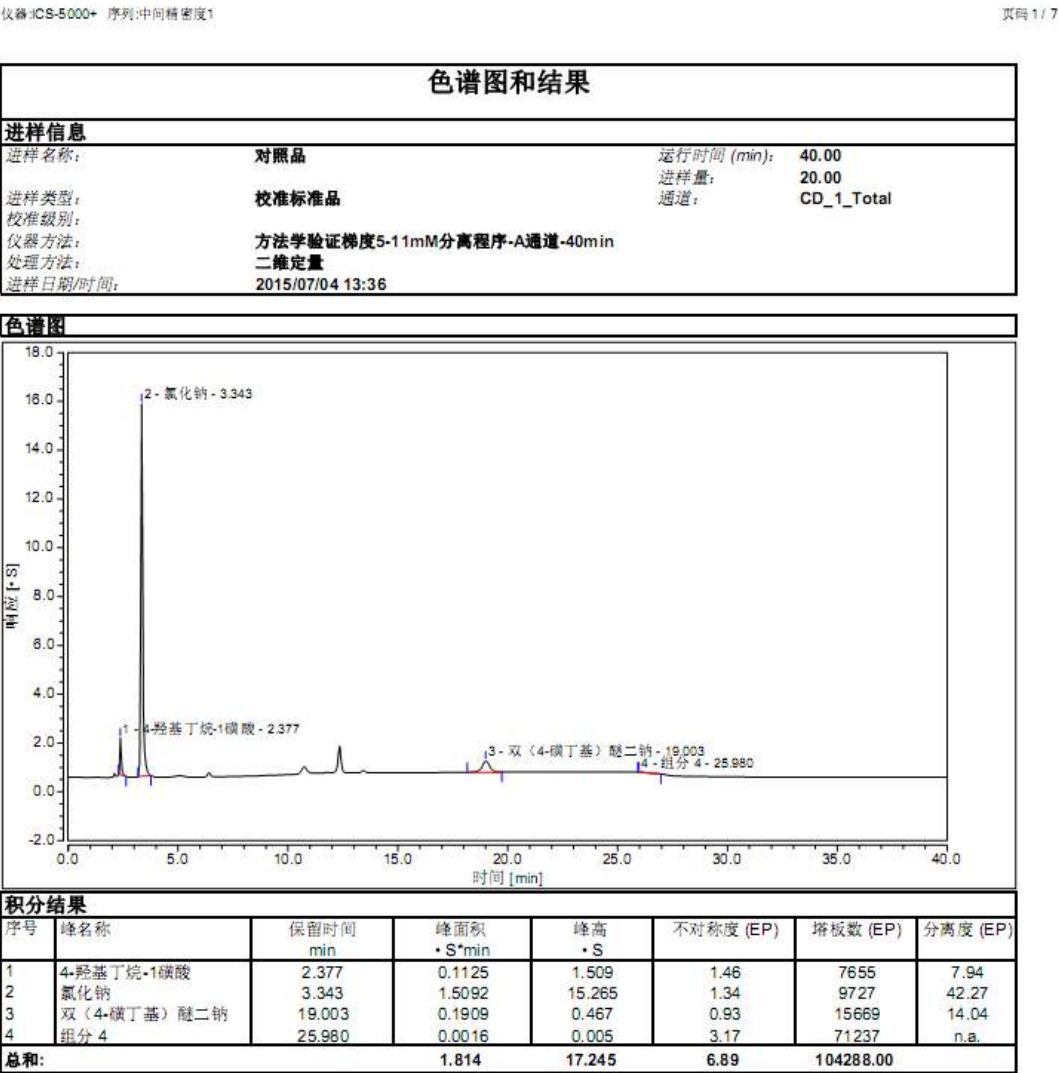 仪器:ICS-5000+ 序列:中间精密度1 页码 1 / 7
色谱图和结果
进样信息
进样名称: 对照品 运行时间 (min): 40.00
进样量: 20.00
进样类型: 校准标准品 通道: CD_1_Total
校准级别:
仪器方法: 方法学验证梯度5-11mM分离程序-A通道-40min
处理方法: 二维定量
进样日期/时间: 2015/07/04 13:36
色谱图
18.0
16.0
14.0
12.0
10.0
8.0
6.0
4.0
2.0
0.0
-2.0
响应 [• S]
2 - 氯化钠 - 3.343
1 - 4-羟基丁烷-1磺酸 - 2.377
3 - 双（4-磺丁基）醚二钠 - 19.003
4 - 组分 4 - 25.980
0.0 5.0 10.0 15.0 20.0 25.0 30.0 35.0 40.0
时间 [min]
积分结果
序号 峰名称 保留时间 峰面积 峰高 不对称度 (EP) 塔板数 (EP) 分离度 (EP)
min • S*min • S
1 4-羟基丁烷-1磺酸 2.377 0.1125 1.509 1.46 7655 7.94
2 氯化钠 3.343 1.5092 15.265 1.34 9727 42.27
3 双（4-磺丁基）醚二钠 19.003 0.1909 0.467 0.93 15669 14.04
4 组分 4 25.980 0.0016 0.005 3.17 71237 n.a.
总和: 1.814 17.245 6.89 104288.00